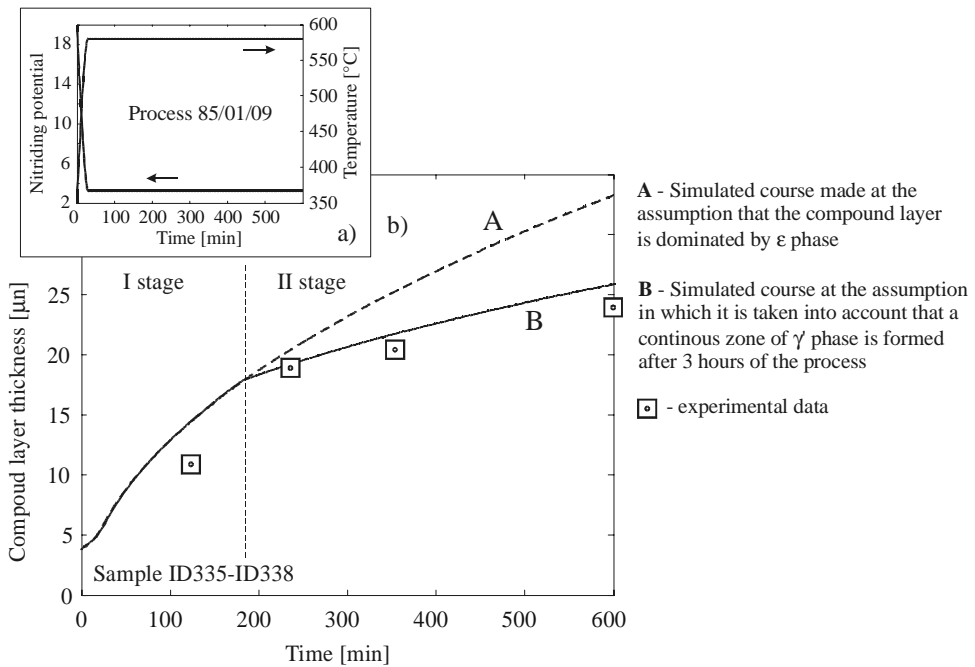 18
14
10
6
2
Nitriding potential
600
550
500
450
400
350
Temperature [°C]
Process 85/01/09
0 100 200 300 400 500
Time [min]
a)
b)
A
I stage
II stage
B
25
20
15
10
5
0
Compoud layer thickness [μn]
Sample ID335-ID338
0 100 200 300 400 500 600
Time [min]
A - Simulated course made at the
assumption that the compound layer
is dominated by ε phase
B - Simulated course at the assumption
in which it is taken into account that a
continous zone of γ' phase is formed
after 3 hours of the process
- experimental data